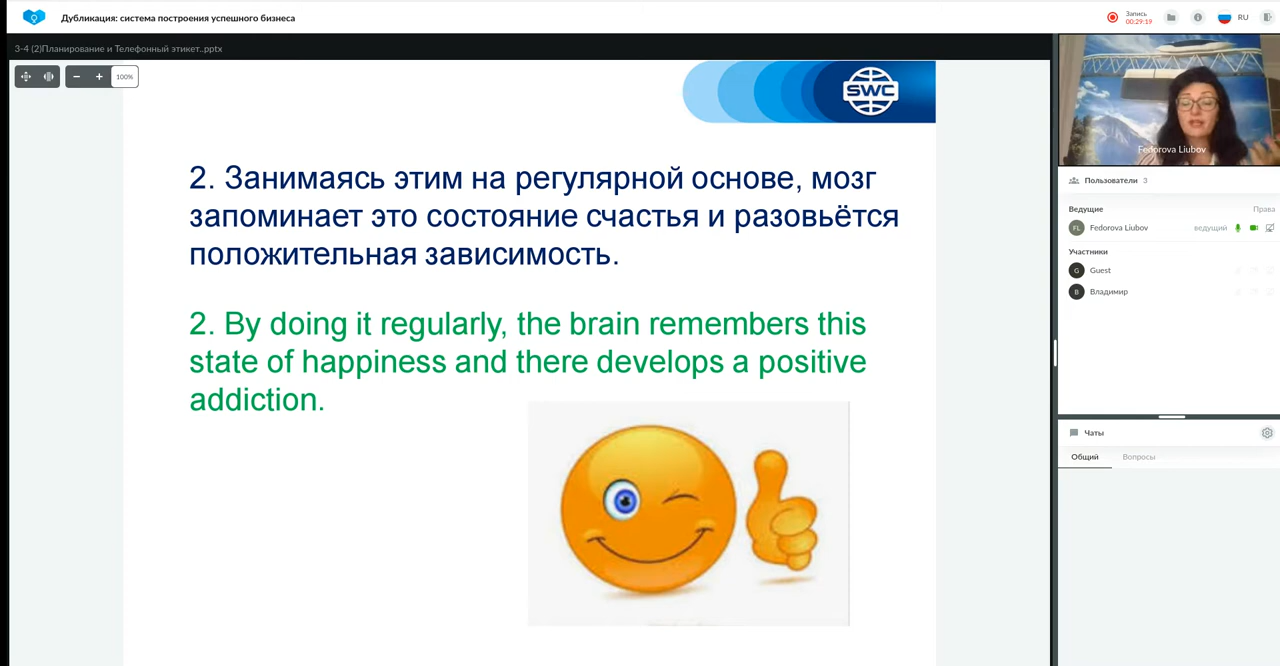 Дубликация: система построения успешного бизнеса
Запись
00:29:19
RU
3-4 (2)Планирование и Телефонный этикет..pptx
100%
SWC
2. Занимаясь этим на регулярной основе, мозг
запоминает это состояние счастья и разовьётся
положительная зависимость.
2. By doing it regularly, the brain remembers this
state of happiness and there develops a positive
addiction.
Fedorova Liubov
Пользователи 3
Ведущие Права
FL Fedorova Liubov ведущий
Участники
G Guest
В Владимир
Чаты
Общий Вопросы